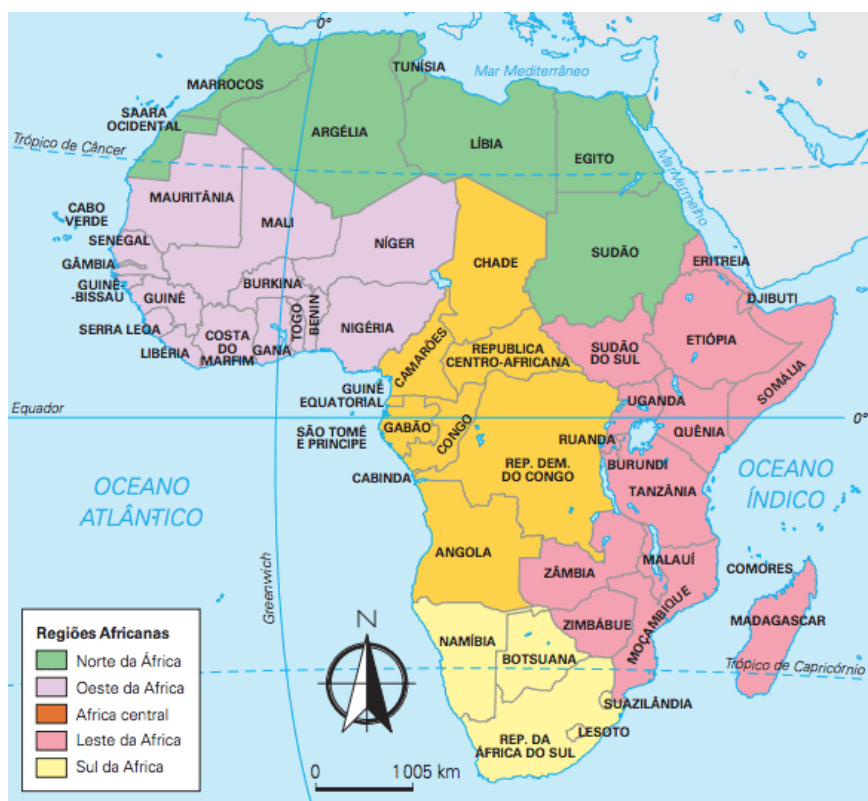 0°
TUNÍSIA
Mar Mediterrâneo
MARROCOS
SAARA
OCIDENTAL
Trópico de Câncer
ARGÉLIA
LÍBIA
EGITO
Mar Vermelho
MAURITÂNIA
MALI
NÍGER
CABO
VERDE
SENEGAL
GÂMBIA
GUINÉ-
-BISSAU
GUINÉ
BURKINA
CHADE
SUDÃO
ERITREIA
DJIBUTI
SERRA LEOA
LIBÉRIA
COSTA
DO
MARFIM
GANA
TOGO
BENIN
NIGÉRIA
CAMARÕES
REPUBLICA
CENTRO-AFRICANA
SUDÃO
DO SUL
ETIÓPIA
SOMÁLIA
GUINÉ
EQUATORIAL
Equador
0°
SÃO TOMÉ
E PRINCIPE
GABÃO
CONGO
UGANDA
QUÊNIA
RUANDA
BURUNDI
REP. DEM.
DO CONGO
CABINDA
TANZÂNIA
OCEANO
ATLÂNTICO
OCEANO
ÍNDICO
ANGOLA
ZÂMBIA
MALAUÍ
COMORES
MOÇAMBIQUE
MADAGASCAR
ZIMBÁBUE
Greenwich
NAMÍBIA
BOTSUANA
Trópico de Capricórnio
SUAZILÂNDIA
LESOTO
REP. DA
ÁFRICA DO SUL
N
0
1 005 km
Regiões Africanas
Norte da África
Oeste da Africa
Africa central
Leste da Africa
Sul da Africa